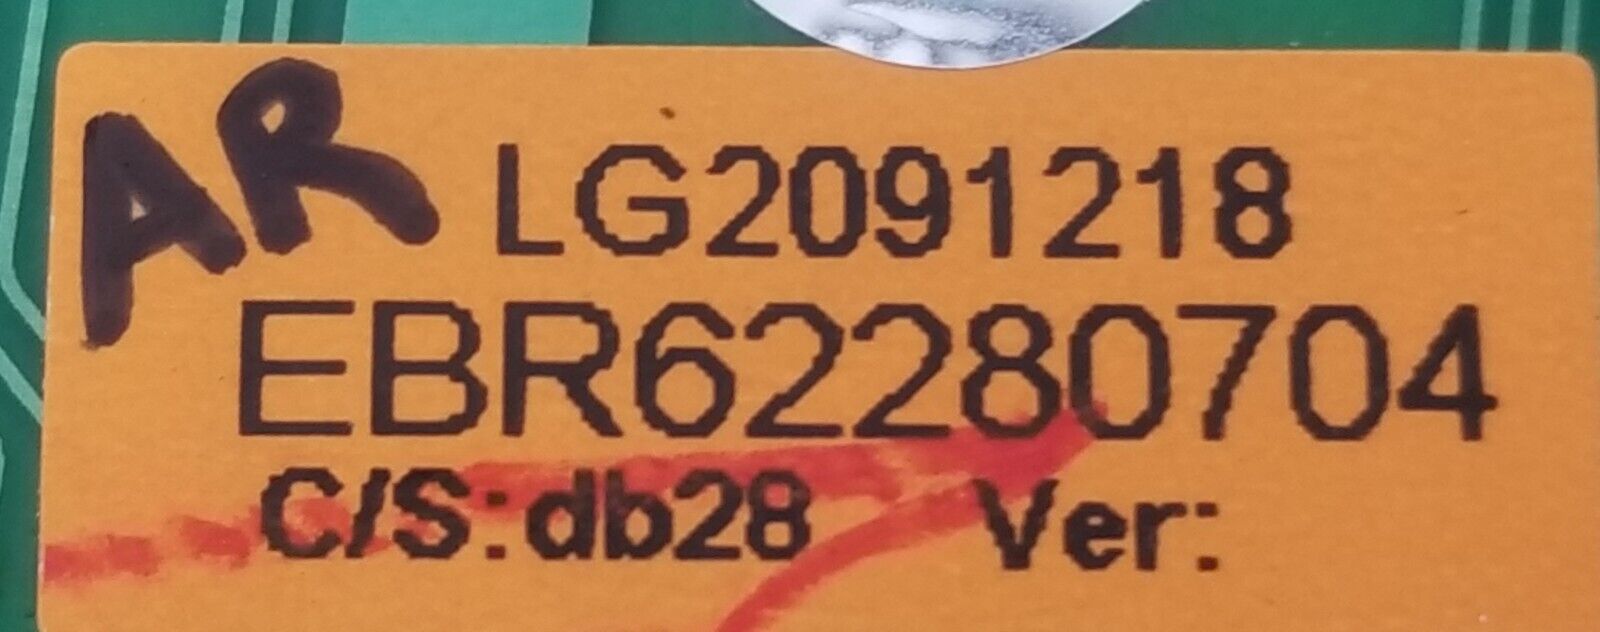 AR
LG2091218
EBR62280704
C/S:db28 Ver: